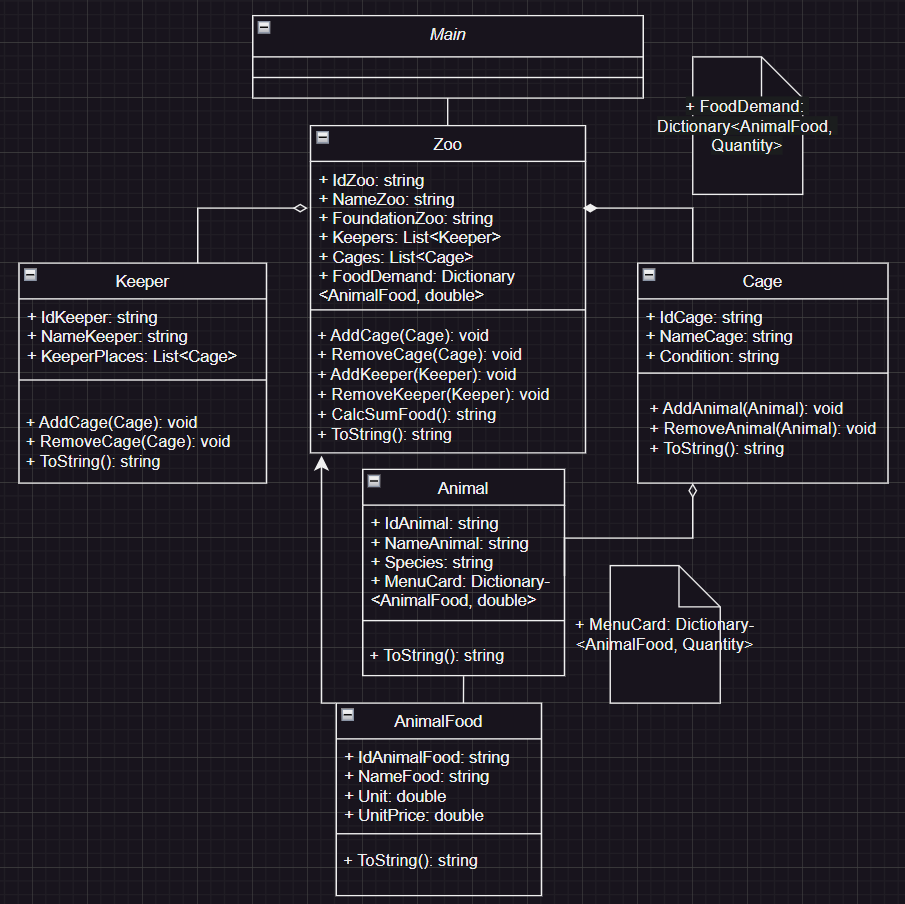 Main
+ FoodDemand:
Dictionary<AnimalFood,
Quantity>
Zoo
+ IdZoo: string
+ NameZoo: string
+ FoundationZoo: string
+ Keepers: List<Keeper>
+ Cages: List<Cage>
+ FoodDemand: Dictionary
<AnimalFood, double>
+ AddCage(Cage): void
+ RemoveCage(Cage): void
+ AddKeeper(Keeper): void
+ RemoveKeeper(Keeper): void
+ CalcSumFood(): string
+ ToString(): string
Keeper
+ IdKeeper: string
+ NameKeeper: string
+ KeeperPlaces: List<Cage>
+ AddCage(Cage): void
+ RemoveCage(Cage): void
+ ToString(): string
Cage
+ IdCage: string
+ NameCage: string
+ Condition: string
+ AddAnimal(Animal): void
+ RemoveAnimal(Animal): void
+ ToString(): string
Animal
+ IdAnimal: string
+ NameAnimal: string
+ Species: string
+ MenuCard: Dictionary-
<AnimalFood, double>
+ ToString(): string
+ MenuCard: Dictionary-
<AnimalFood, Quantity>
AnimalFood
+ IdAnimalFood: string
+ NameFood: string
+ Unit: double
+ UnitPrice: double
+ ToString(): string